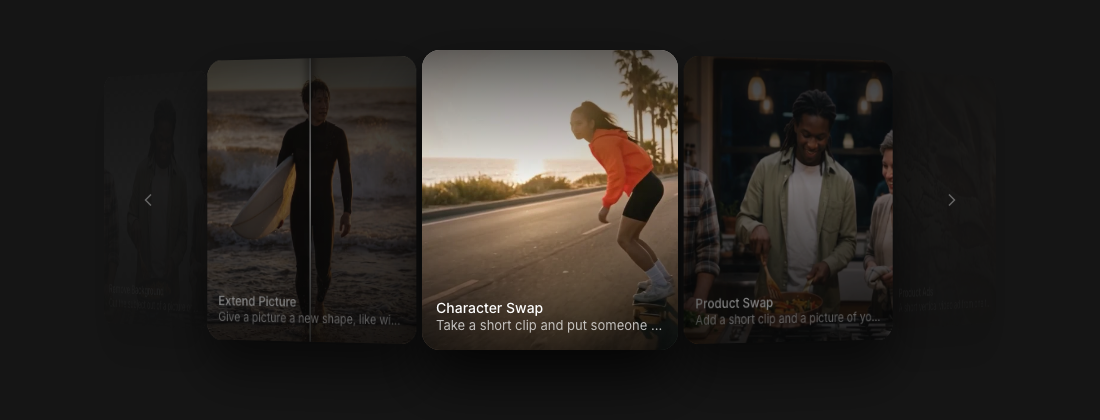 Extend Picture
Give a picture a new shape, like wi...
Character Swap
Take a short clip and put someone ...
Product Swap
Add a short clip and a picture of yo...